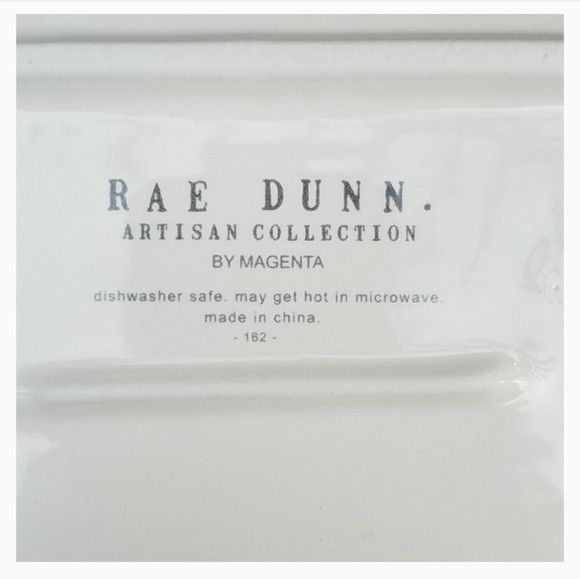 RAE DUNN.
ARTISAN COLLECTION
BY MAGENTA
dishwasher safe. may get hot in microwave.
made in china.
- 162 -